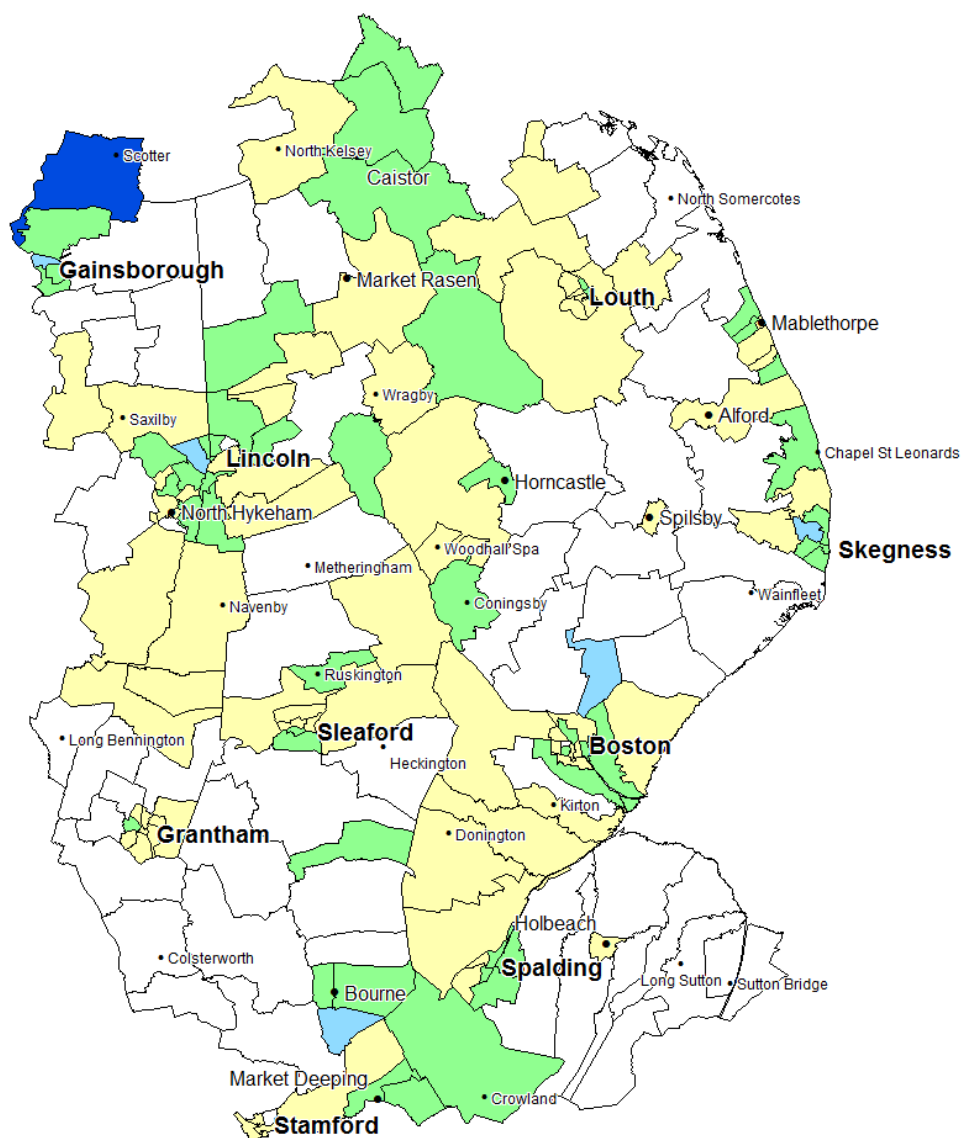 Scotter
North Kelsey
Caistor
North Somercotes
Gainsborough
Market Rasen
Louth
Mablethorpe
Wragby
Saxilby
Alford
Lincoln
Chapel St Leonards
Horncastle
North Hykeham
Spilsby
Woodhall Spa
Skegness
Metheringham
Wainfleet
Navenby
Coningsby
Ruskington
Sleaford
Long Bennington
Boston
Heckington
Kirton
Grantham
Donington
Holbeach
Colsterworth
Spalding
Long Sutton
Sutton Bridge
Bourne
Market Deeping
Crowland
Stamford